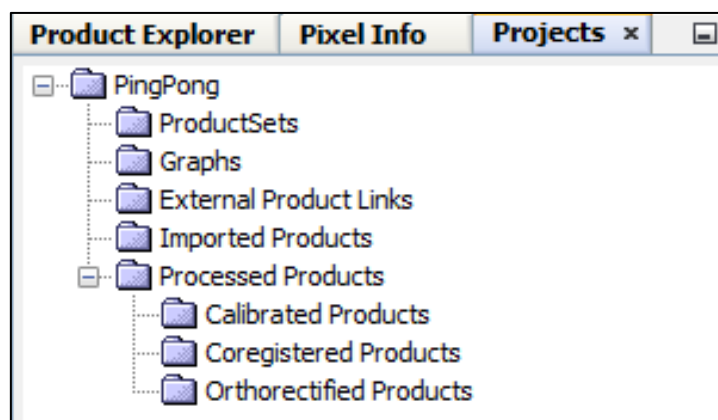 Product Explorer Pixel Info Projects ×
PingPong
ProductSets
Graphs
External Product Links
Imported Products
Processed Products
Calibrated Products
Coregistered Products
Orthorectified Products